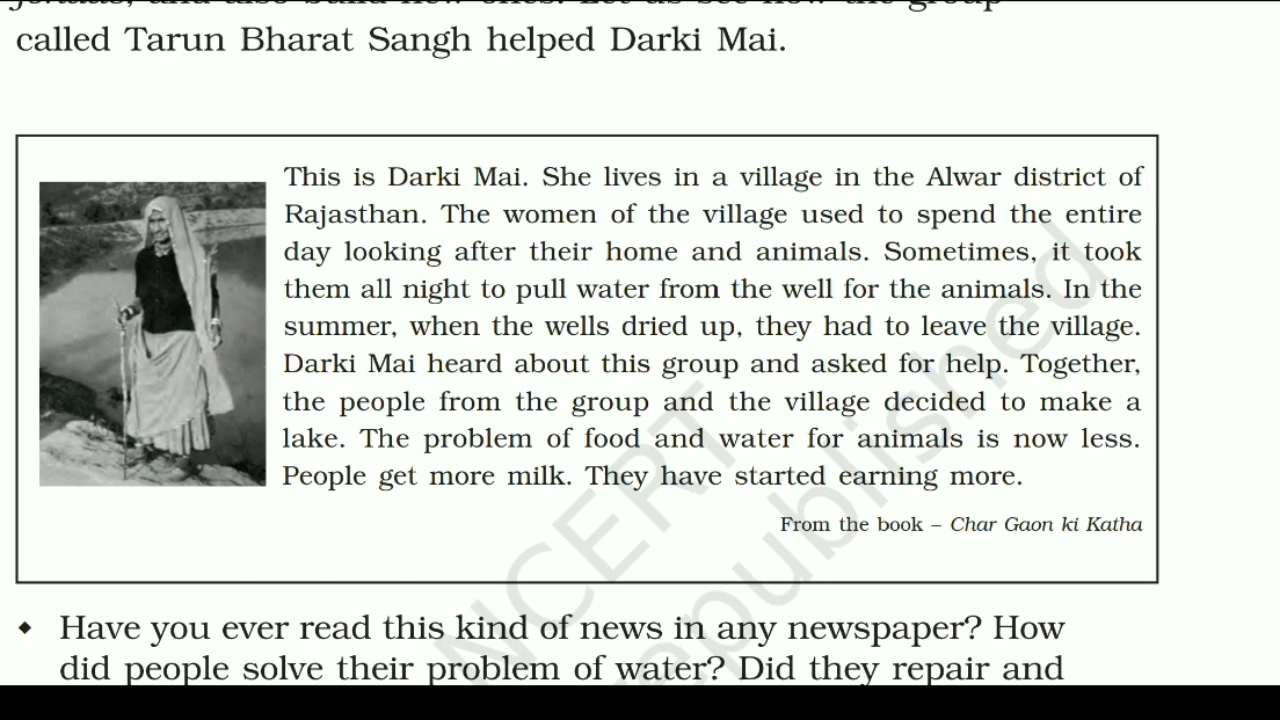 called Tarun Bharat Sangh helped Darki Mai.
This is Darki Mai. She lives in a village in the Alwar district of
Rajasthan. The women of the village used to spend the entire
day looking after their home and animals. Sometimes, it took
them all night to pull water from the well for the animals. In the
summer, when the wells dried up, they had to leave the village.
Darki Mai heard about this group and asked for help. Together,
the people from the group and the village decided to make a
lake. The problem of food and water for animals is now less.
People get more milk. They have started earning more.
From the book – Char Gaon ki Katha
◆ Have you ever read this kind of news in any newspaper? How
did people solve their problem of water? Did they repair and
NCERT
republished